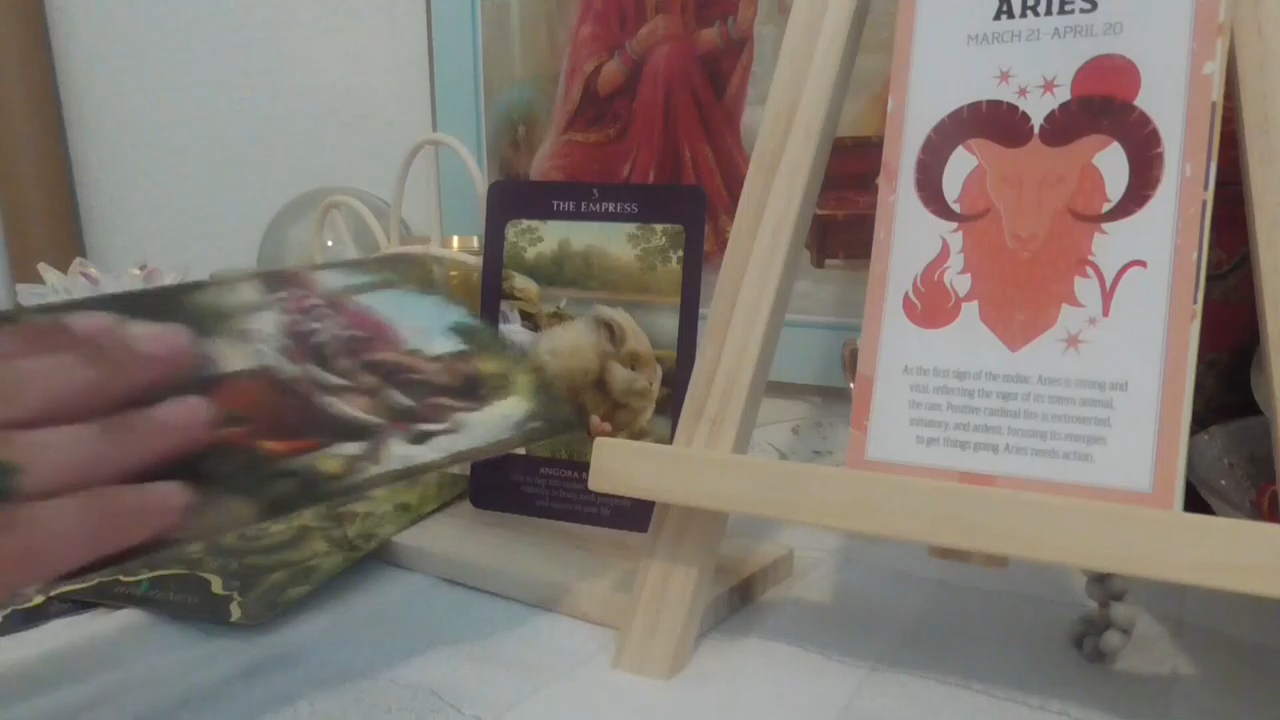 3
THE EMPRESS
ANGORA
ARIES
MARCH 21-APRIL 20
As the first sign of the zodiac, Aries is strong and
vital, reflecting the vigor of its totem animal,
the ram. Positive cardinal fire is extroverted,
initiatory, and ardent, focusing its energies
to get things going. Aries needs action.